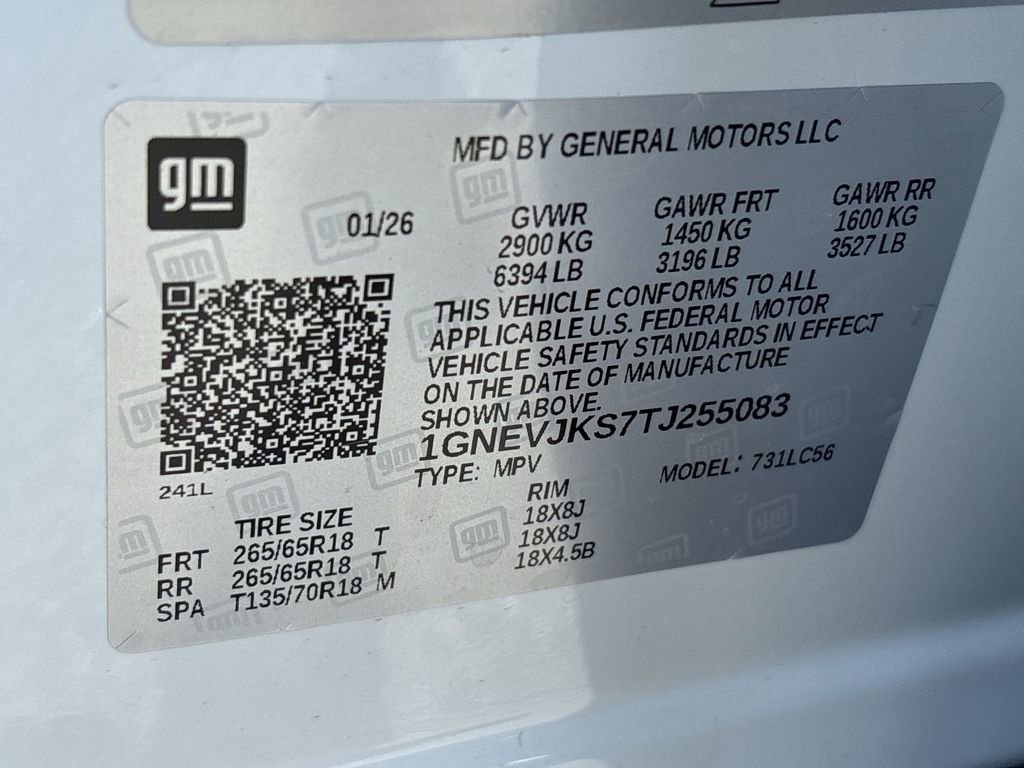 gm
MFD BY GENERAL MOTORS LLC
01/26
GVWR GAWR FRT GAWR RR
2900 KG 1450 KG 1600 KG
6394 LB 3196 LB 3527 LB
THIS VEHICLE CONFORMS TO ALL
APPLICABLE U.S. FEDERAL MOTOR
VEHICLE SAFETY STANDARDS IN EFFECT
ON THE DATE OF MANUFACTURE
SHOWN ABOVE.
1GNEVJKS7TJ255083
TYPE: MPV MODEL: 731LC56
241L
TIRE SIZE RIM
FRT 265/65R18 T 18X8J
RR 265/65R18 T 18X8J
SPA T135/70R18 M 18X4.5B